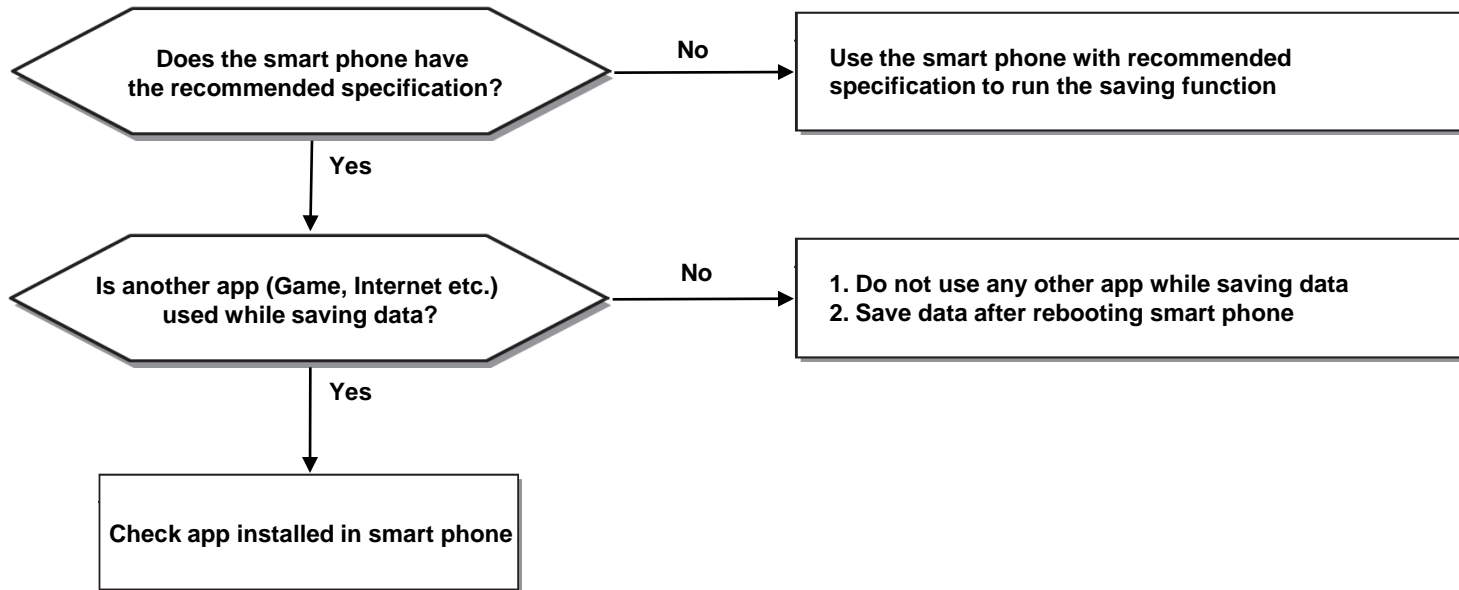 Does the smart phone have
the recommended specification?
No
Use the smart phone with recommended
specification to run the saving function
Yes
Is another app (Game, Internet etc.)
used while saving data?
No
1. Do not use any other app while saving data
2. Save data after rebooting smart phone
Yes
Check app installed in smart phone